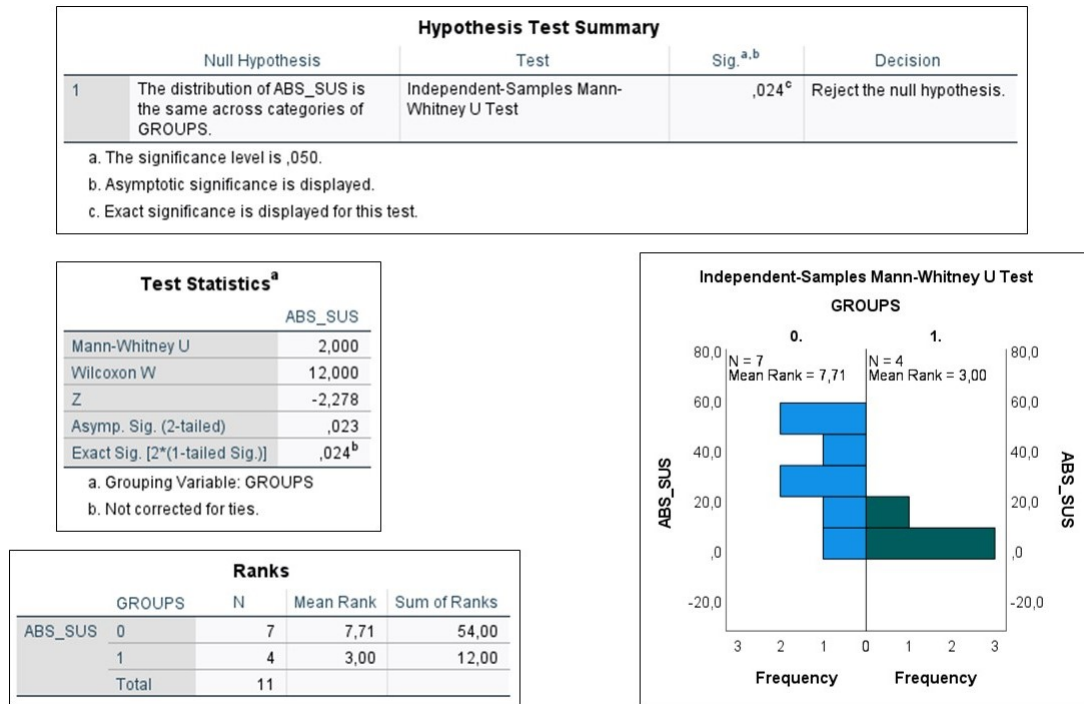 Hypothesis Test Summary
Null Hypothesis Test Sig.a,b Decision
1 The distribution of ABS_SUS is the same across categories of GROUPS. Independent-Samples Mann-Whitney U Test ,024c Reject the null hypothesis.
a. The significance level is ,050.
b. Asymptotic significance is displayed.
c. Exact significance is displayed for this test.
Test Statisticsa
ABS_SUS
Mann-Whitney U 2,000
Wilcoxon W 12,000
Z -2,278
Asymp. Sig. (2-tailed) ,023
Exact Sig. [2*(1-tailed Sig.)] ,024b
a. Grouping Variable: GROUPS
b. Not corrected for ties.
Ranks
GROUPS N Mean Rank Sum of Ranks
ABS_SUS 0 7 7,71 54,00
1 4 3,00 12,00
Total 11
Independent-Samples Mann-Whitney U Test
GROUPS
0. 1.
80,0 80,0
N = 7 N = 4
Mean Rank = 7,71 Mean Rank = 3,00
60,0 60,0
40,0 40,0
20,0 20,0
,0 ,0
-20,0 -20,0
ABS_SUS ABS_SUS
3 2 1 0 1 2 3
Frequency Frequency